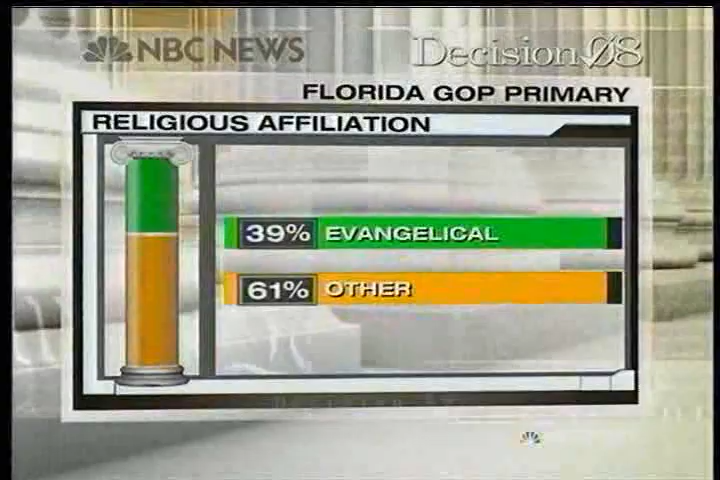 NBC NEWS
Decision 08
FLORIDA GOP PRIMARY
RELIGIOUS AFFILIATION
39% EVANGELICAL
61% OTHER